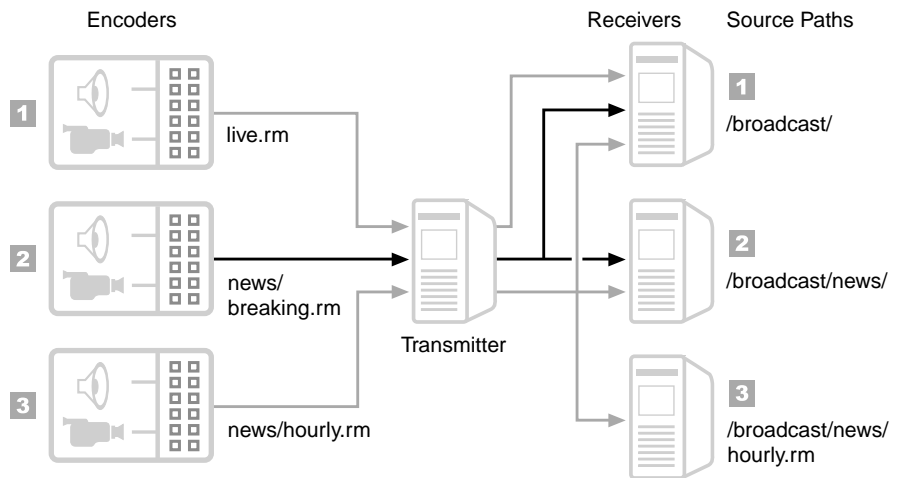 Encoders
Receivers
Source Paths
1
live.rm
1
/broadcast/
2
news/
breaking.rm
Transmitter
2
/broadcast/news/
3
news/hourly.rm
3
/broadcast/news/
hourly.rm